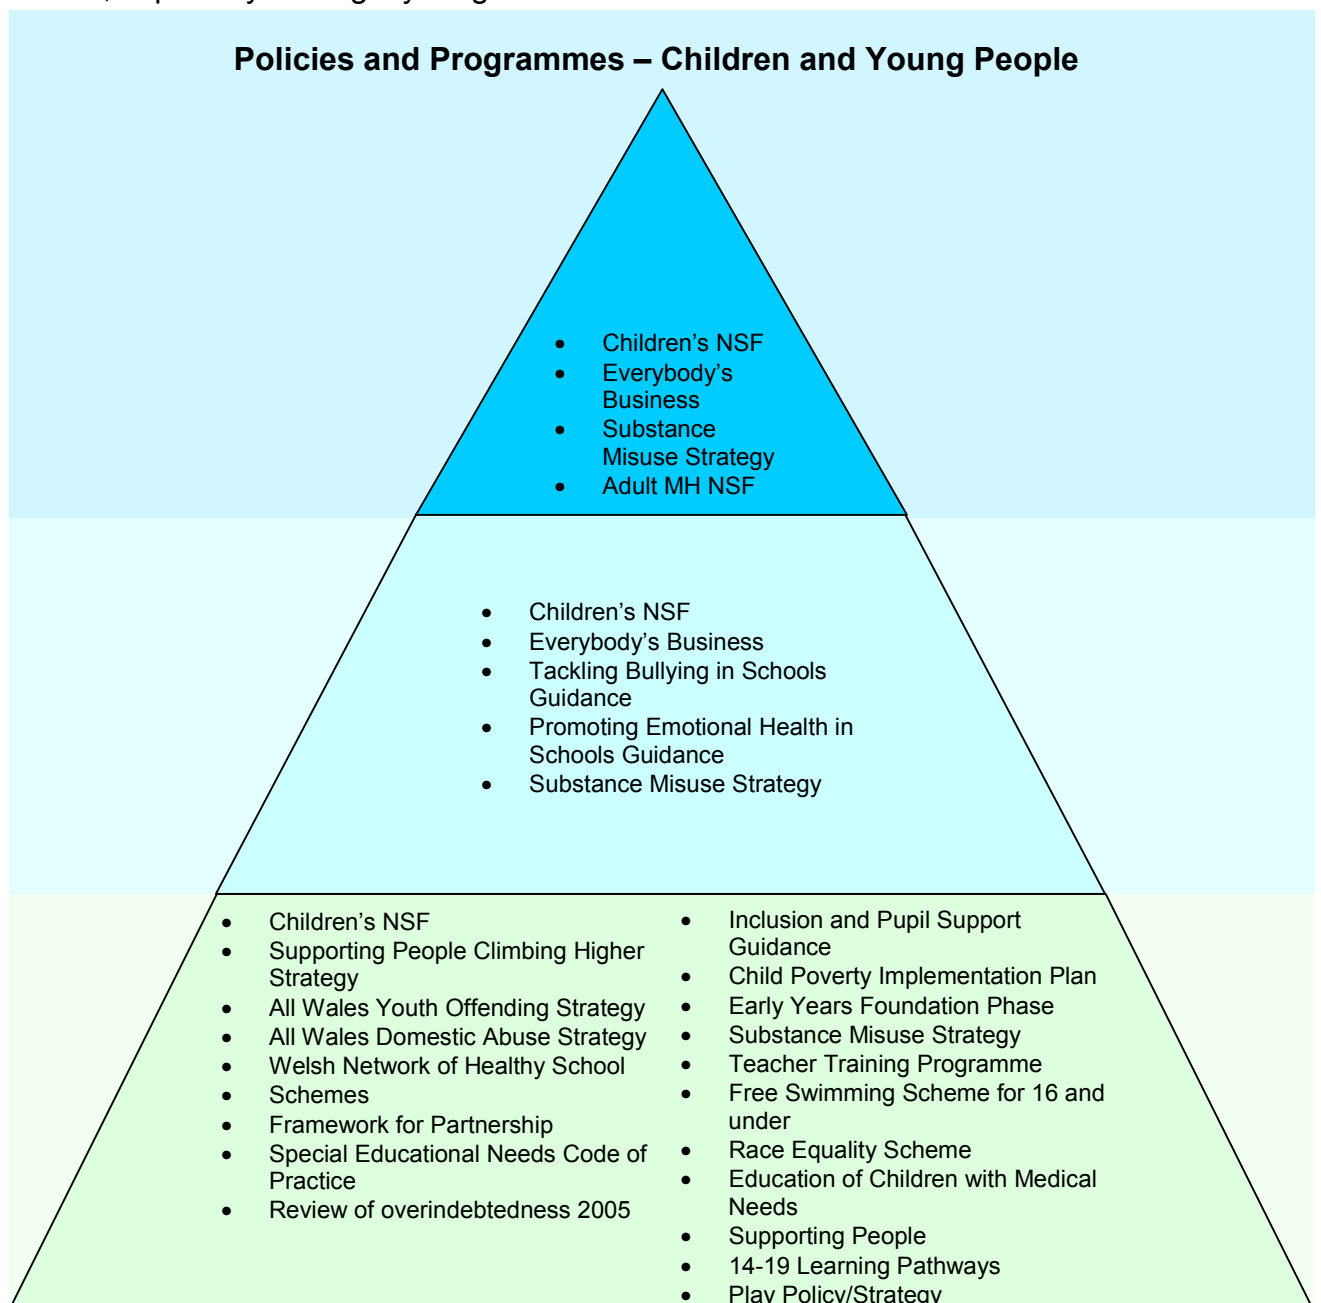 Policies and Programmes – Children and Young People
• Children's NSF
• Everybody's
Business
• Substance
Misuse Strategy
• Adult MH NSF
• Children's NSF
• Everybody's Business
• Tackling Bullying in Schools
Guidance
• Promoting Emotional Health in
Schools Guidance
• Substance Misuse Strategy
• Children's NSF
• Supporting People Climbing Higher
Strategy
• All Wales Youth Offending Strategy
• All Wales Domestic Abuse Strategy
• Welsh Network of Healthy School
• Schemes
• Framework for Partnership
• Special Educational Needs Code of
Practice
• Review of overindebtedness 2005
• Inclusion and Pupil Support
Guidance
• Child Poverty Implementation Plan
• Early Years Foundation Phase
• Substance Misuse Strategy
• Teacher Training Programme
• Free Swimming Scheme for 16 and
under
• Race Equality Scheme
• Education of Children with Medical
Needs
• Supporting People
• 14-19 Learning Pathways
• Play Policy/Strategy